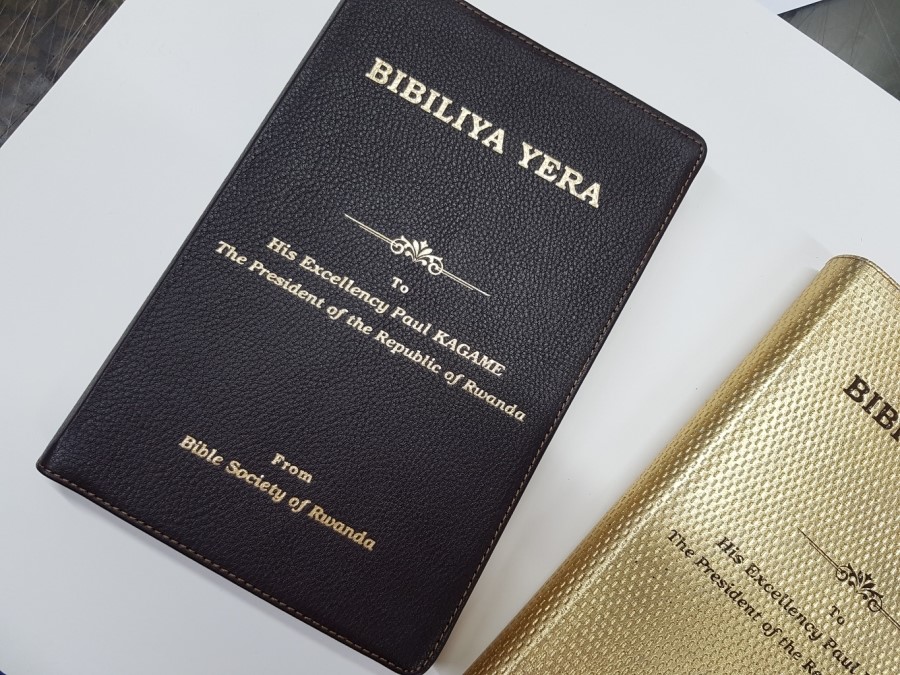 BIBILIYA YERA
To
His Excellency Paul KAGAME
The President of the Republic of Rwanda
From
Bible Society of Rwanda
To
His Excellency Paul
The President of the